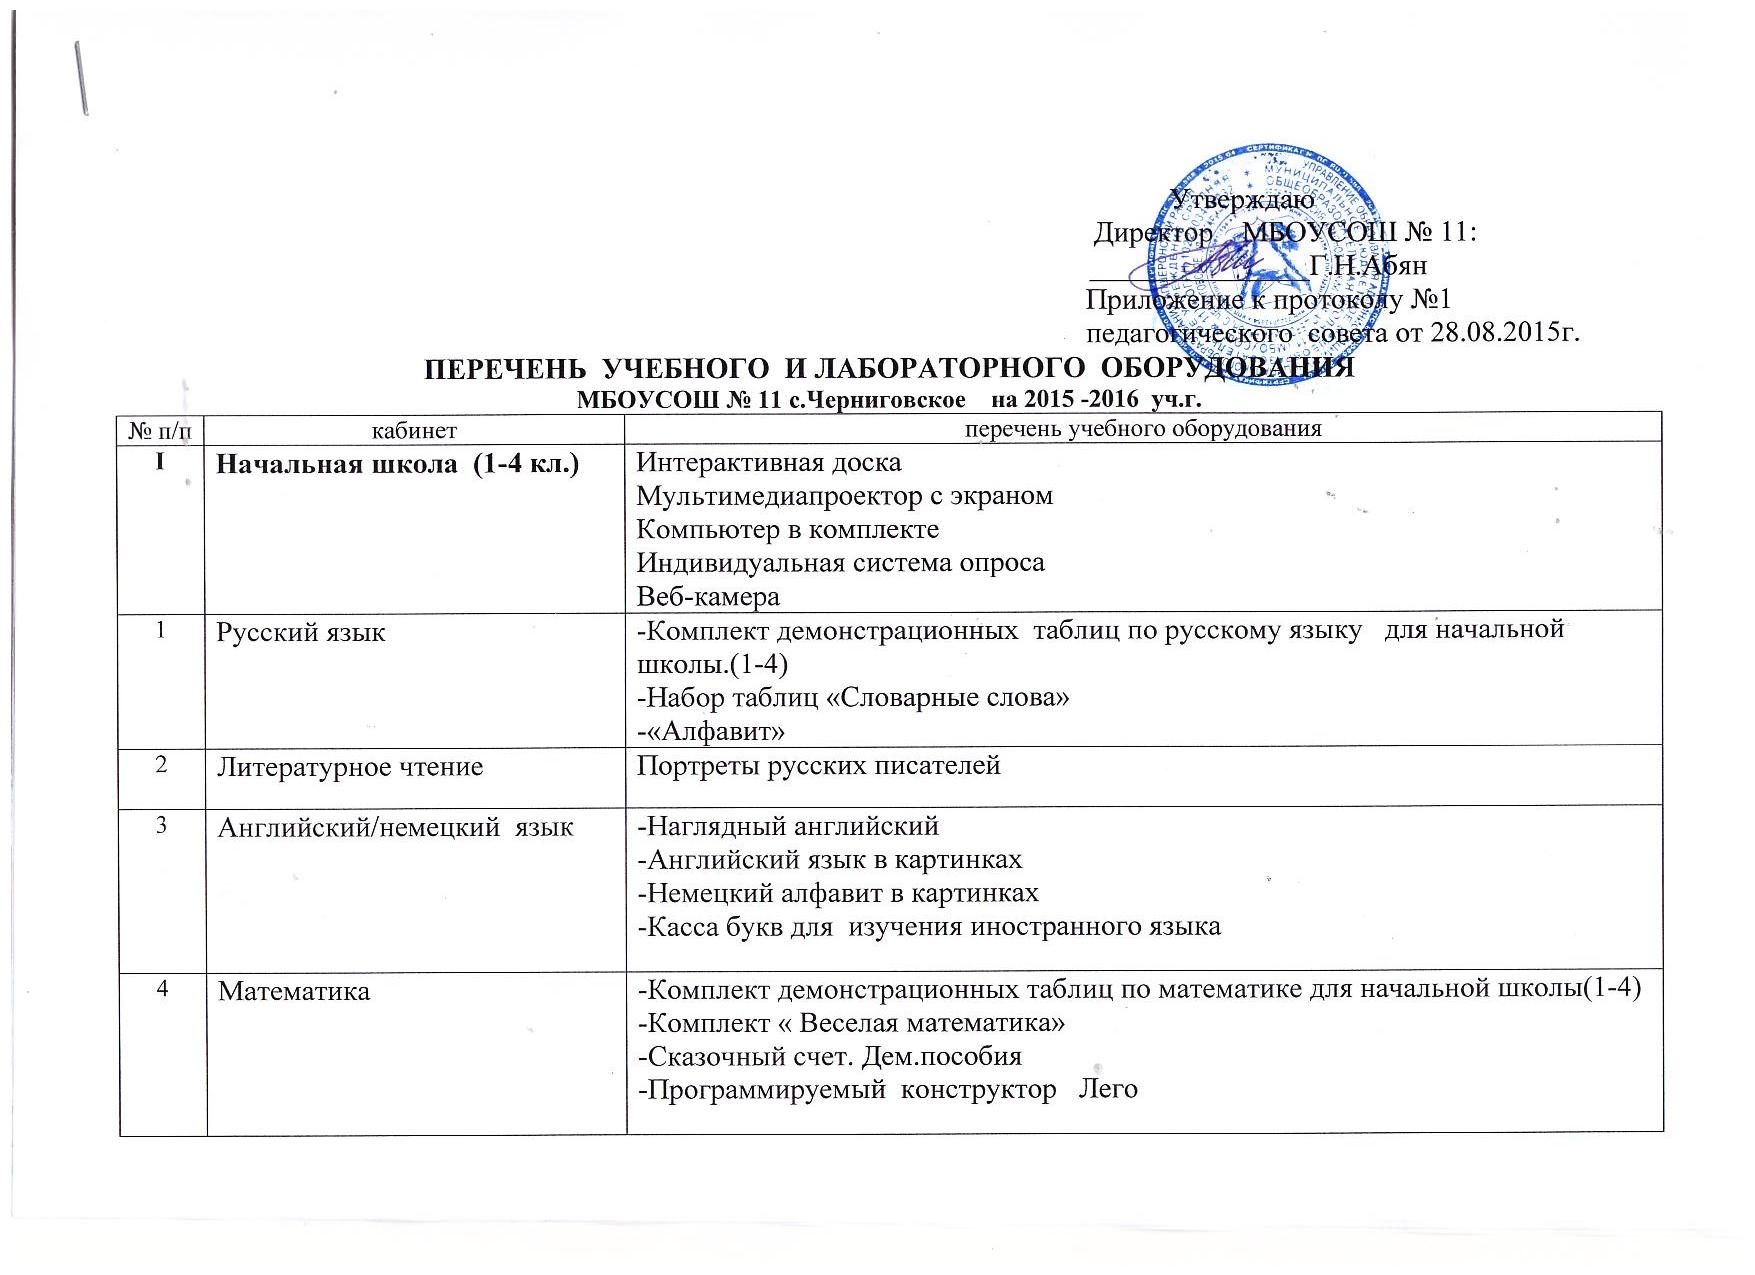 Утверждаю
Директор МБОУСОШ № 11:
_______________Г.Н.Абян
Приложение к протоколу №1
педагогического совета от 28.08.2015г.
ПЕРЕЧЕНЬ УЧЕБНОГО И ЛАБОРАТОРНОГО ОБОРУДОВАНИЯ
МБОУСОШ № 11 с.Черниговское на 2015 -2016 уч.г.
№ п/п кабинет перечень учебного оборудования
I Начальная школа (1-4 кл.) Интерактивная доска
Мультимедиапроектор с экраном
Компьютер в комплекте
Индивидуальная система опроса
Веб-камера
1 Русский язык -Комплект демонстрационных таблиц по русскому языку для начальной
школы.(1-4)
-Набор таблиц «Словарные слова»
-«Алфавит»
2 Литературное чтение Портреты русских писателей
3 Английский/немецкий язык -Наглядный английский
-Английский язык в картинках
-Немецкий алфавит в картинках
-Касса букв для изучения иностранного языка
4 Математика -Комплект демонстрационных таблиц по математике для начальной школы(1-4)
-Комплект « Веселая математика»
-Сказочный счет. Дем.пособия
-Программируемый конструктор Лего